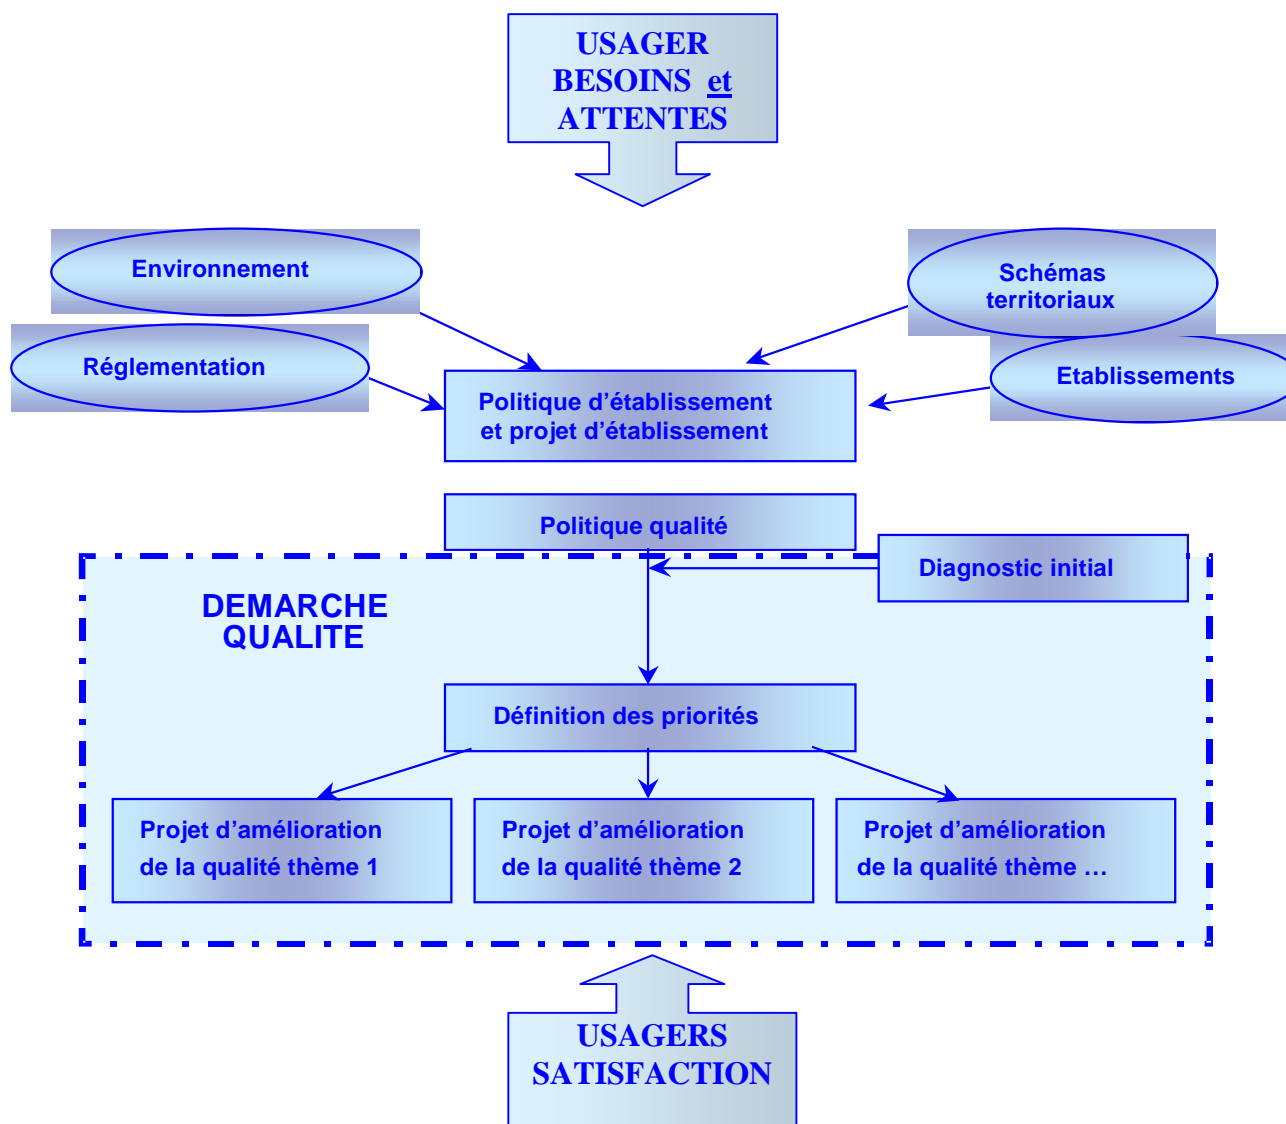 USAGER
BESOINS et
ATTENTES
Environnement
Schémas
territoriaux
Réglementation
Etablissements
Politique d’établissement
et projet d’établissement
Politique qualité
Diagnostic initial
DEMARCHE
QUALITE
Définition des priorités
Projet d’amélioration
de la qualité thème 1
Projet d’amélioration
de la qualité thème 2
Projet d’amélioration
de la qualité thème …
USAGERS
SATISFACTION